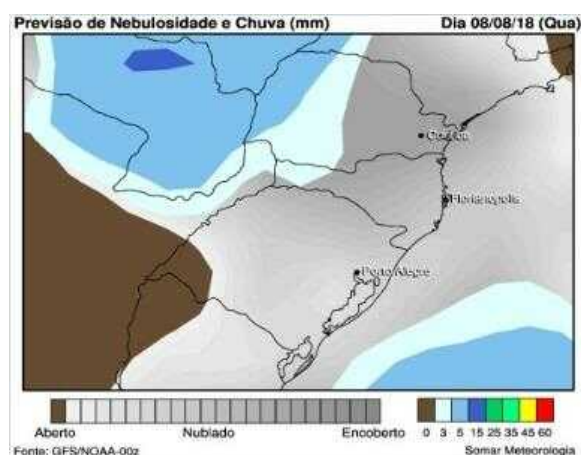 Previsão de Nebulosidade e Chuva (mm) Dia 08/08/18 (Qua)
Curitiba
Florianopolis
Porto Alegre
0 3 5 15 25 35 45 60
Aberto Nublado Encoberto
Fonte: GFS/NOAA-00z Somar Meteorologia